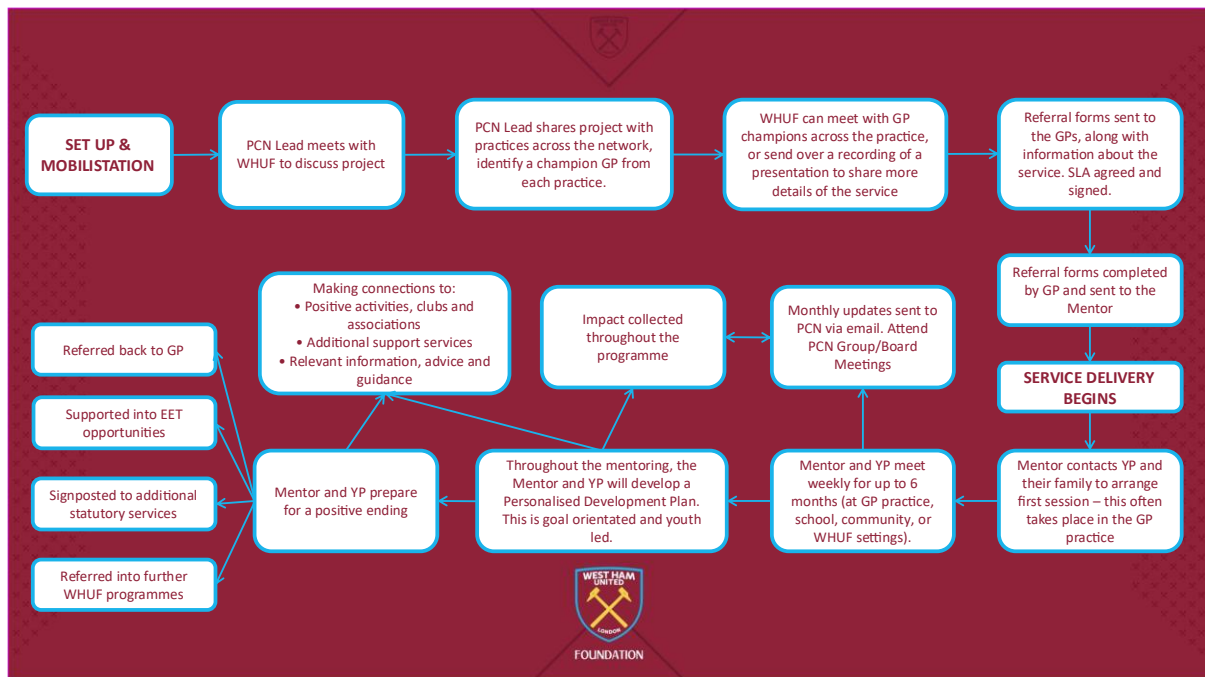 SET UP &
MOBILISTATION
PCN Lead meets with
WHUF to discuss project
PCN Lead shares project with
practices across the network,
identify a champion GP from
each practice.
WHUF can meet with GP
champions across the practice,
or send over a recording of a
presentation to share more
details of the service
Referral forms sent to
the GPs, along with
information about the
service. SLA agreed and
signed.
Referral forms completed
by GP and sent to the
Mentor
SERVICE DELIVERY
BEGINS
Mentor contacts YP and
their family to arrange
first session – this often
takes place in the GP
practice
Mentor and YP meet
weekly for up to 6
months (at GP practice,
school, community, or
WHUF settings).
Monthly updates sent to
PCN via email. Attend
PCN Group/Board
Meetings
Impact collected
throughout the
programme
Throughout the mentoring, the
Mentor and YP will develop a
Personalised Development Plan.
This is goal orientated and youth
led.
Making connections to:
• Positive activities, clubs and
associations
• Additional support services
• Relevant information, advice and
guidance
Mentor and YP prepare
for a positive ending
Referred back to GP
Supported into EET
opportunities
Signposted to additional
statutory services
Referred into further
WHUF programmes
WEST HAM
UNITED
LONDON
FOUNDATION